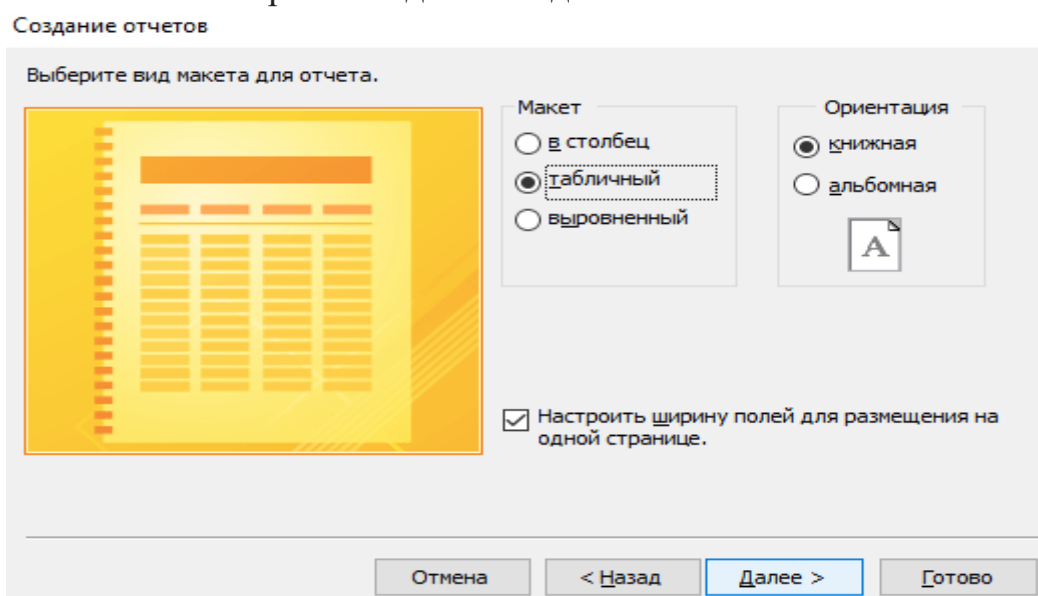 Создание отчетов
Выберите вид макета для отчета.
Макет
в столбец
табличный
выровненный
Ориентация
книжная
альбомная
A
Настроить ширину полей для размещения на
одной странице.
Отмена
< Назад
Далее >
Готово